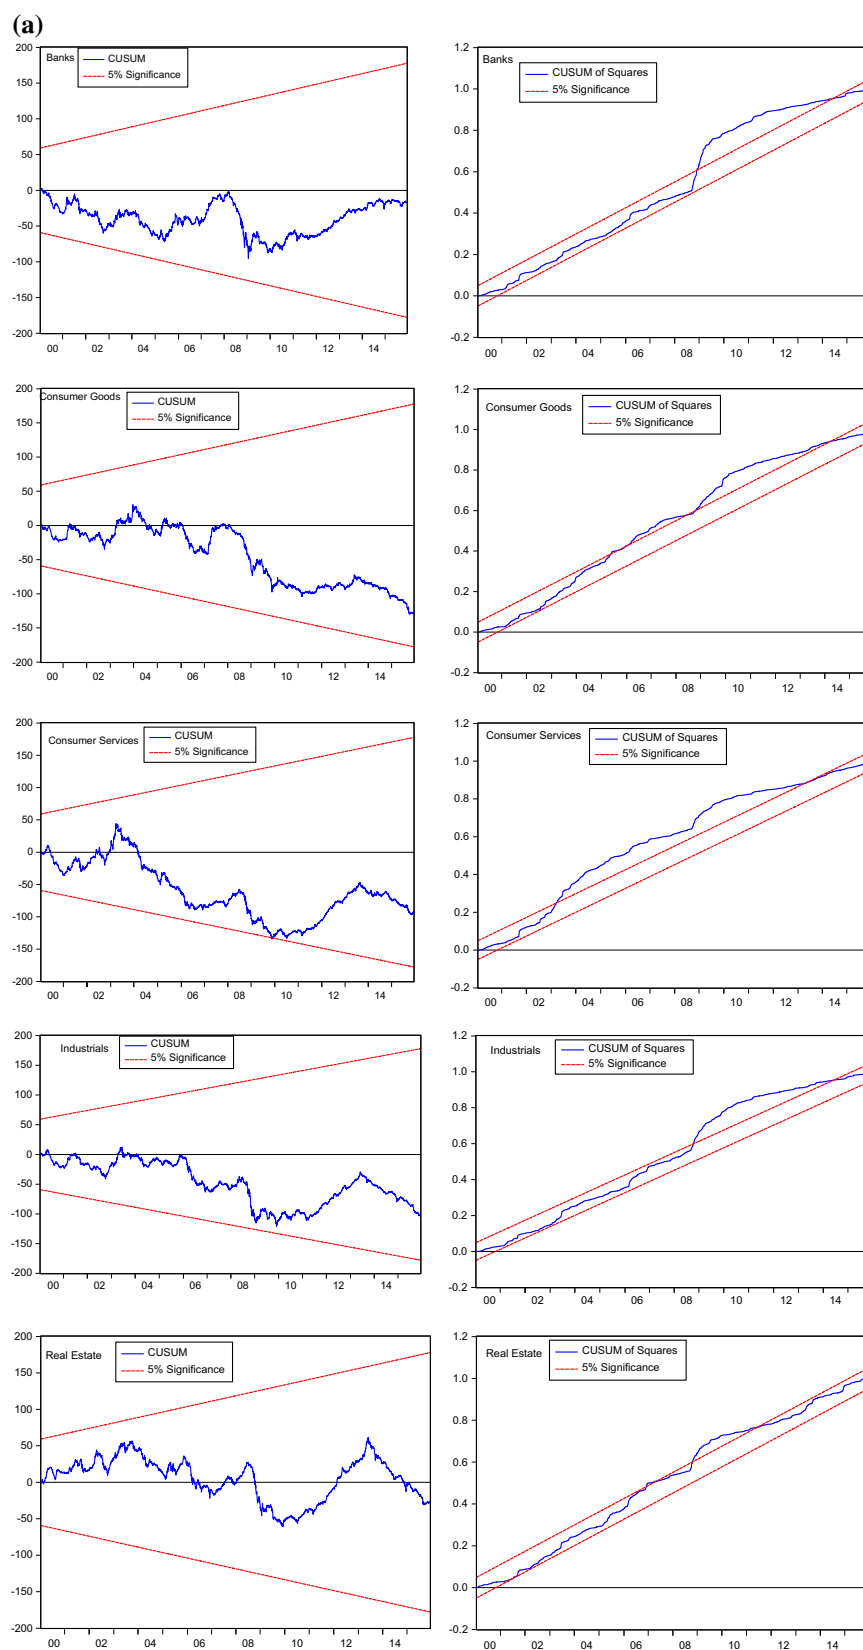 (a)
Banks
CUSUM
5% Significance
200
150
100
50
0
-50
-100
-150
-200
00 02 04 06 08 10 12 14
Banks
CUSUM of Squares
5% Significance
1.2
1.0
0.8
0.6
0.4
0.2
0.0
-0.2
00 02 04 06 08 10 12 14
Consumer Goods
CUSUM
5% Significance
200
150
100
50
0
-50
-100
-150
-200
00 02 04 06 08 10 12 14
Consumer Goods
CUSUM of Squares
5% Significance
1.2
1.0
0.8
0.6
0.4
0.2
0.0
-0.2
00 02 04 06 08 10 12 14
Consumer Services
CUSUM
5% Significance
200
150
100
50
0
-50
-100
-150
-200
00 02 04 06 08 10 12 14
Consumer Services
CUSUM of Squares
5% Significance
1.2
1.0
0.8
0.6
0.4
0.2
0.0
-0.2
00 02 04 06 08 10 12 14
Industrials
CUSUM
5% Significance
200
150
100
50
0
-50
-100
-150
-200
00 02 04 06 08 10 12 14
Industrials
CUSUM of Squares
5% Significance
1.2
1.0
0.8
0.6
0.4
0.2
0.0
-0.2
00 02 04 06 08 10 12 14
Real Estate
CUSUM
5% Significance
200
150
100
50
0
-50
-100
-150
-200
00 02 04 06 08 10 12 14
Real Estate
CUSUM of Squares
5% Significance
1.2
1.0
0.8
0.6
0.4
0.2
0.0
-0.2
00 02 04 06 08 10 12 14